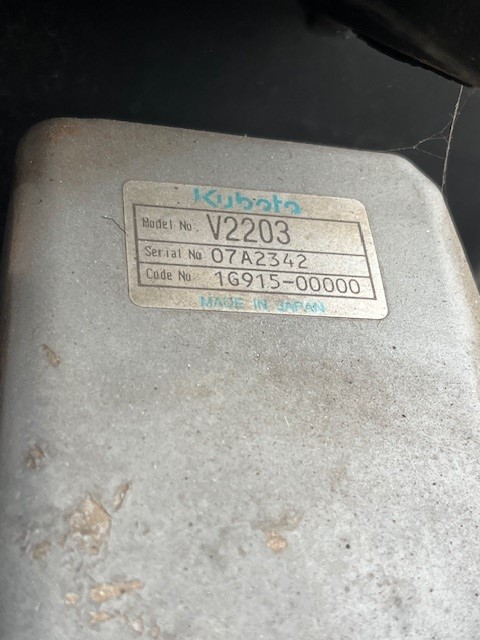 Kubota
Model No V2203
Serial No 07A2342
Code No 1G915-00000
MADE IN JAPAN